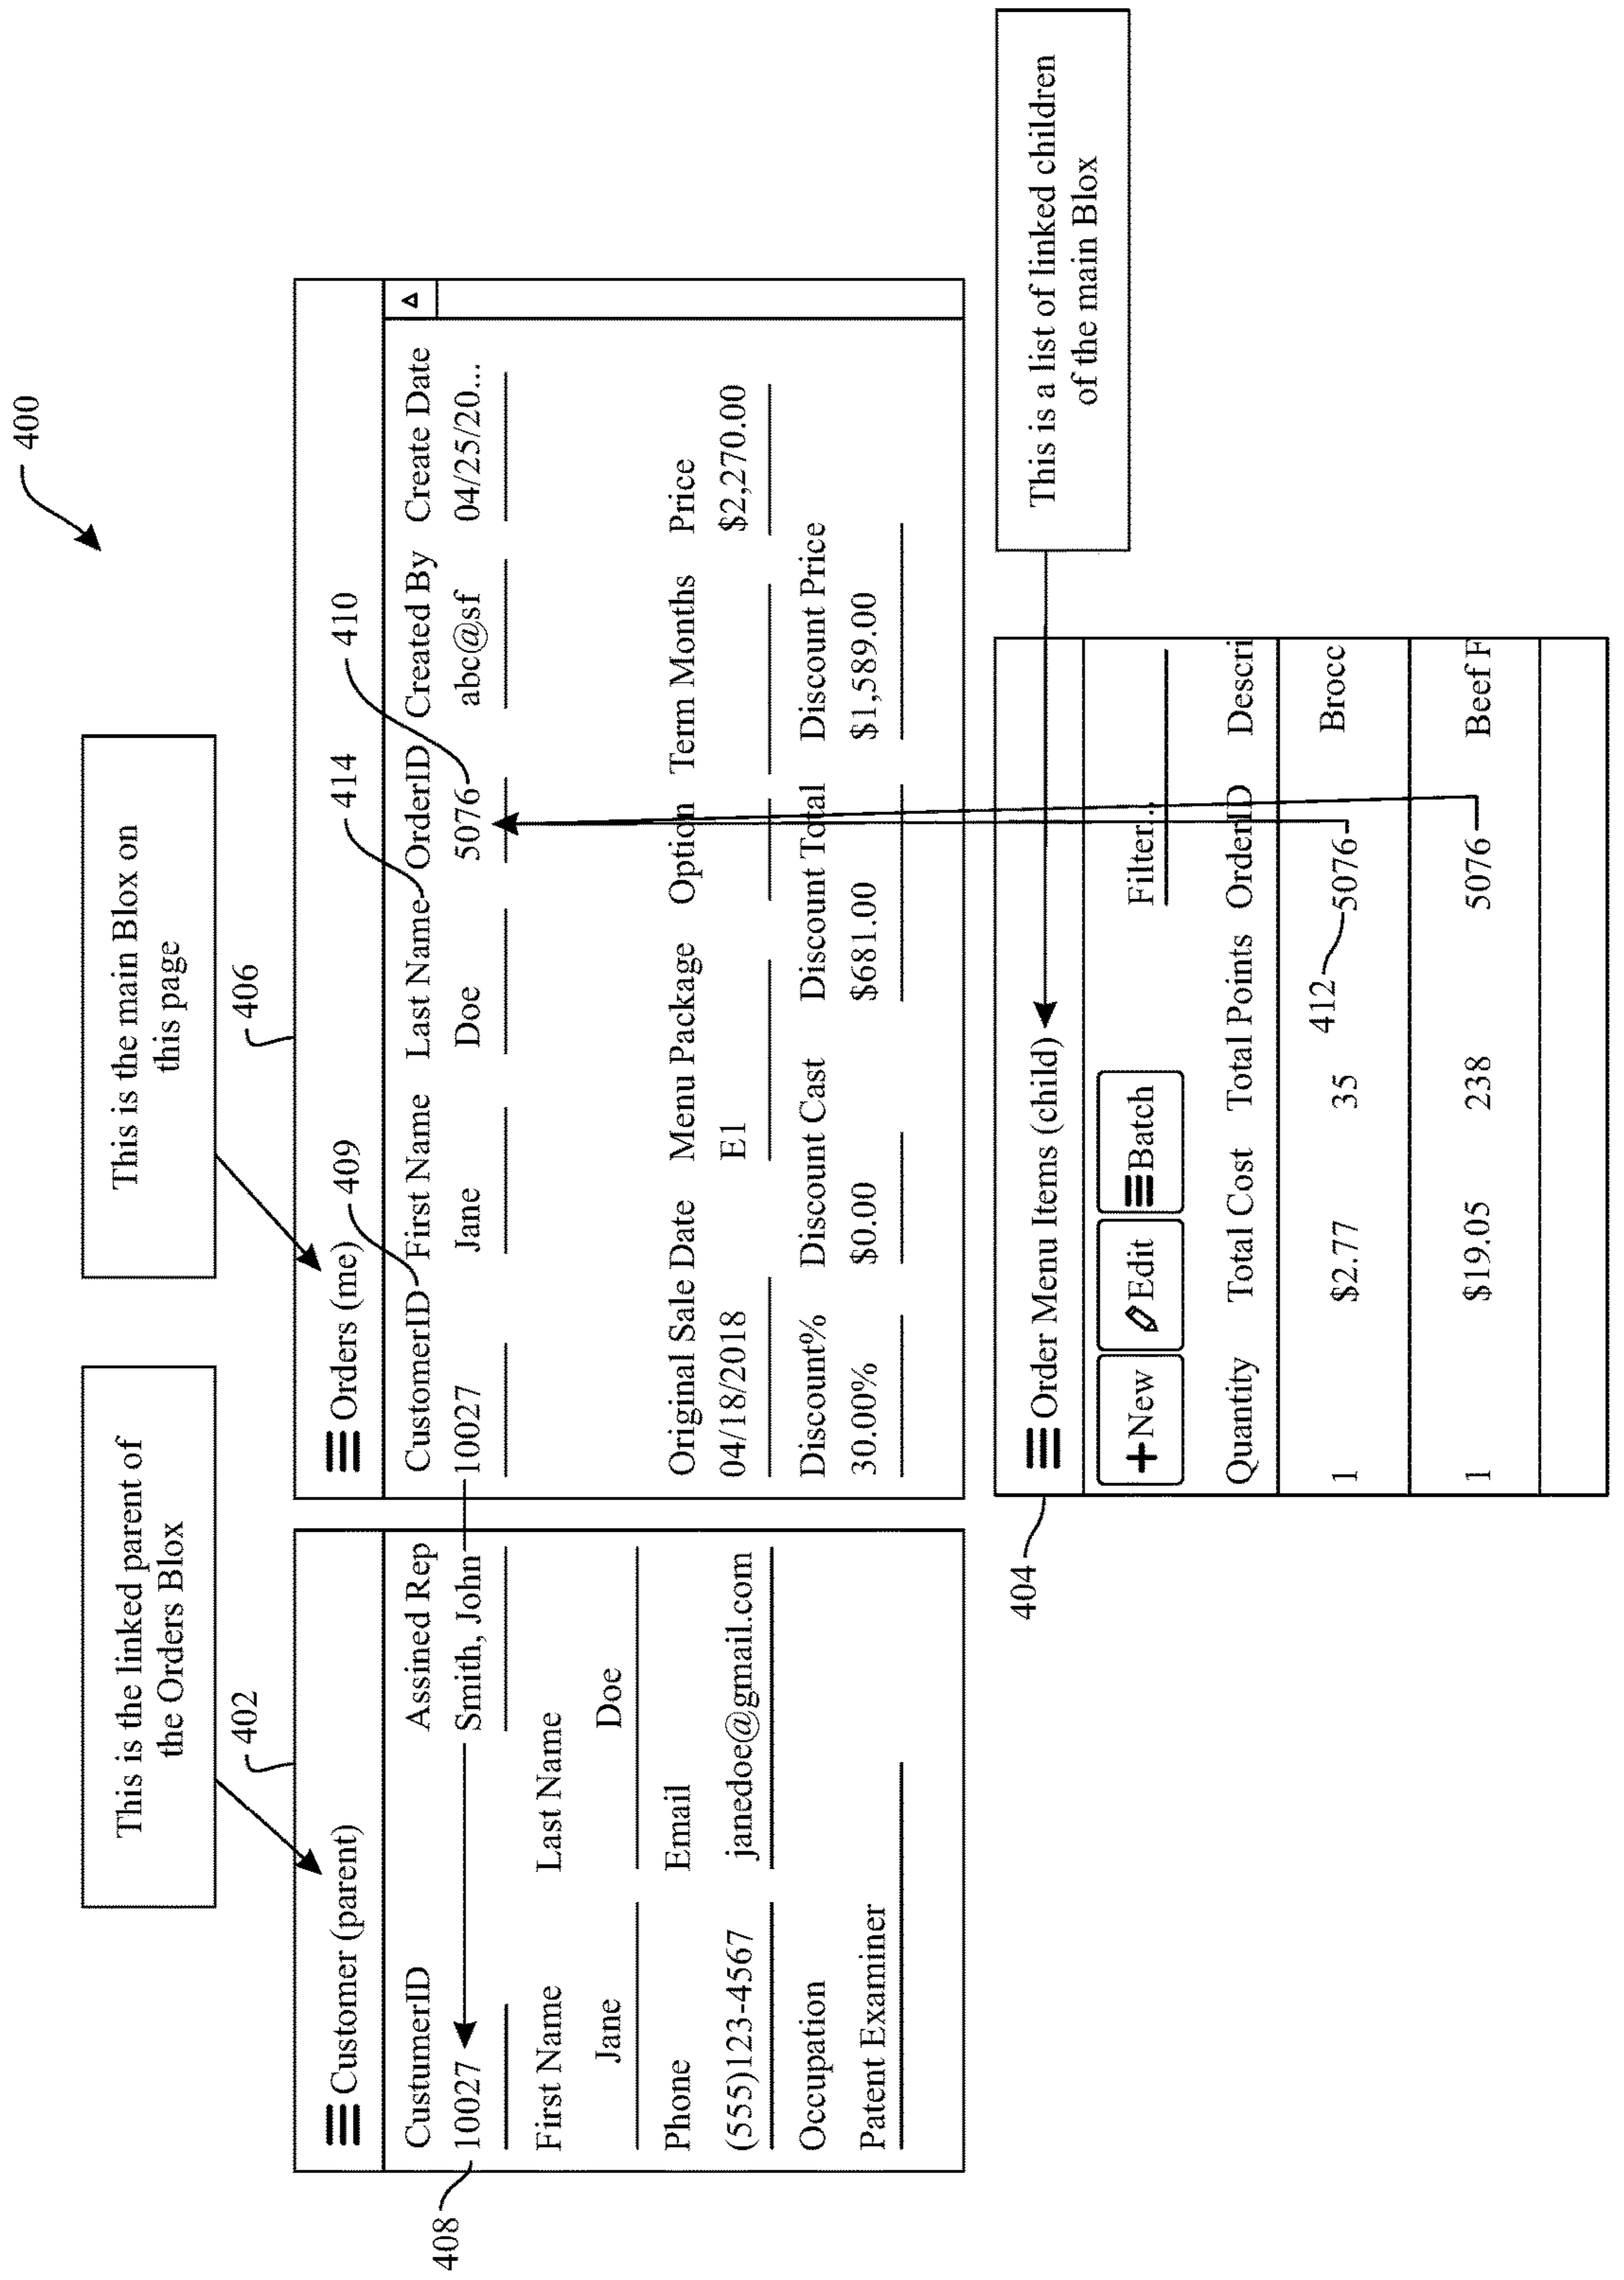 400
This is the linked parent of
the Orders Blox
This is the main Blox on
this page
402
406
Customer (parent)
CustumerID Assined Rep
10027 Smith, John
408
First Name Last Name
Jane Doe
Phone Email
(555)123-4567 janedoe@gmail.com
Occupation
Patent Examiner
Orders (me)
409
414
410
CustomerID First Name Last Name OrderID Created By Create Date
10027 Jane Doe 5076 abc@sf 04/25/20...
Original Sale Date Menu Package Option Term Months Price
04/18/2018 E1 $2,270.00
Discount% Discount Cast Discount Total Discount Price
30.00% $0.00 $681.00 $1,589.00
404
Order Menu Items (child)
This is a list of linked children
of the main Blox
New Edit Batch Filter...
Quantity Total Cost Total Points OrderID Descri
412
1 $2.77 35 5076 Brocc
1 $19.05 238 5076 Beef F